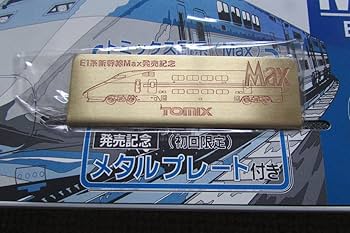 E1系新幹線Max発売記念
Max
TOMIX
発売記念
(初回限定)
メタルプレート付き